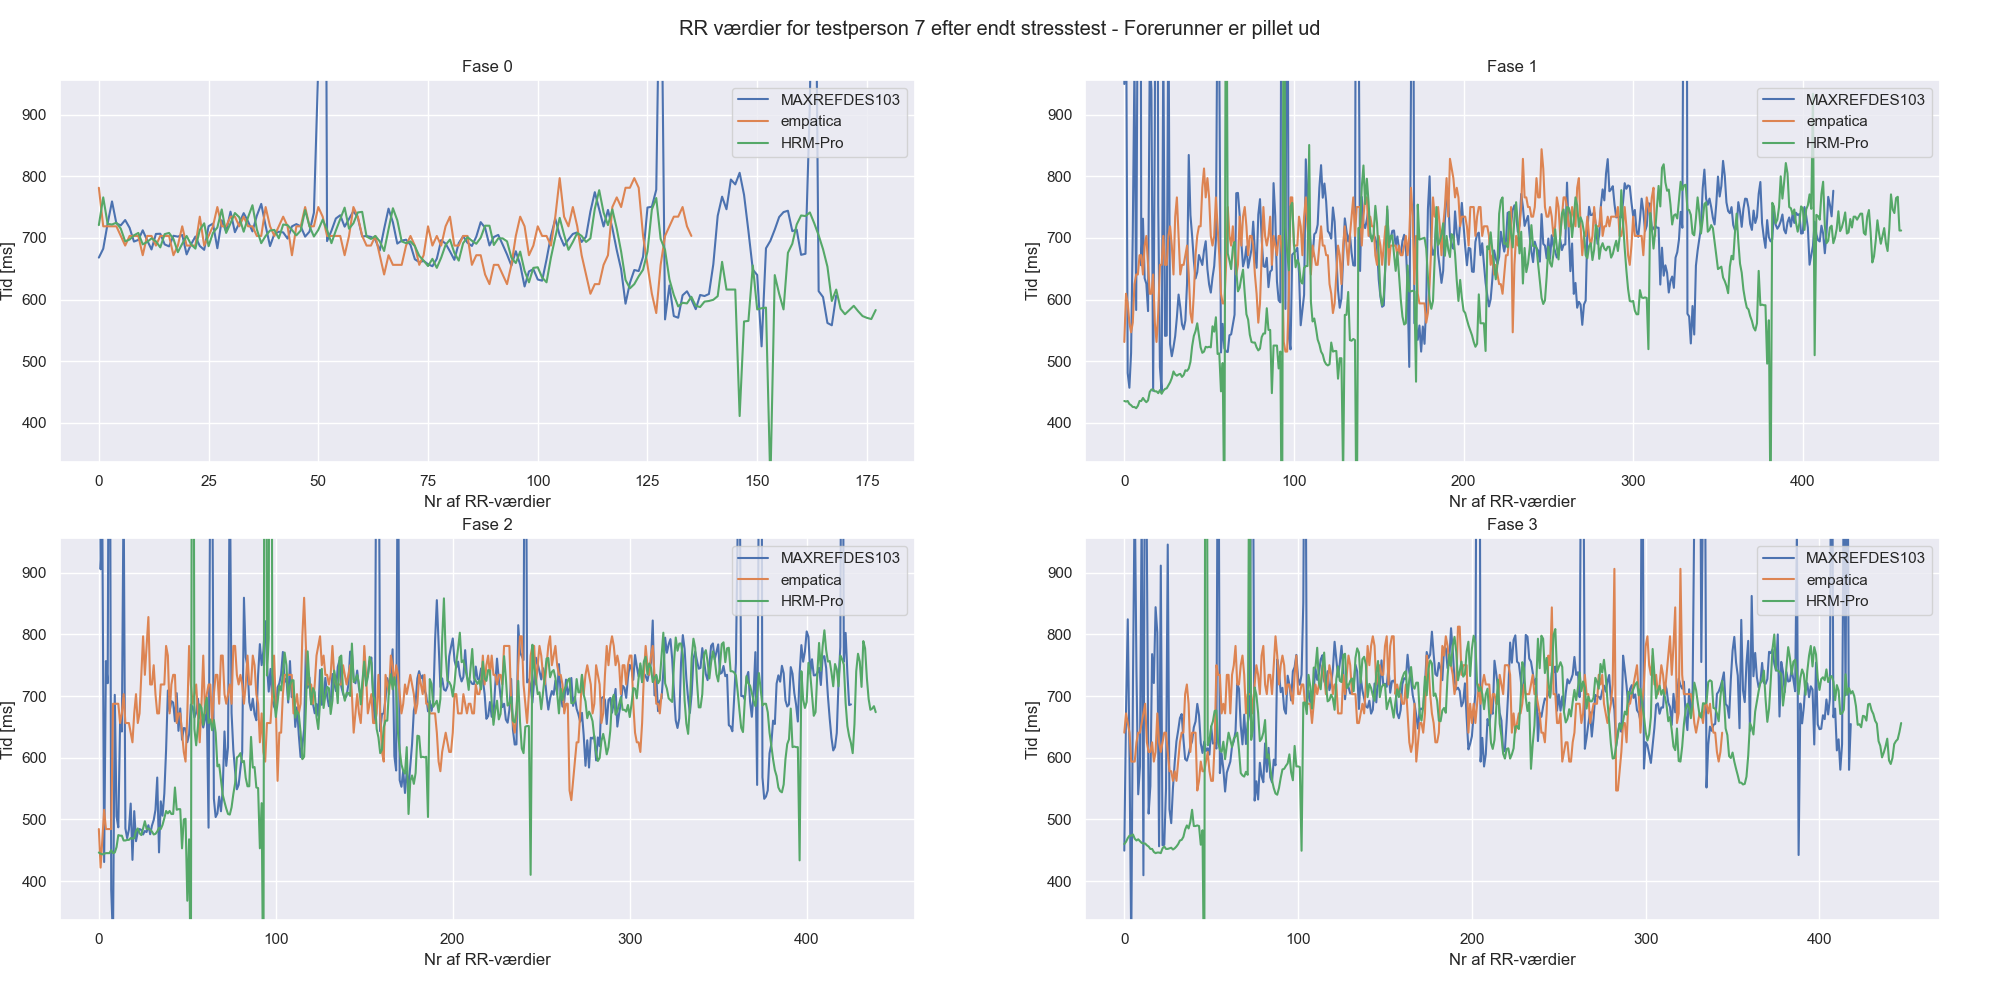 RR værdier for testperson 7 efter endt stresstest - Forerunner er pillet ud
Fase 0
MAXREFDES103
empatica
HRM-Pro
900
800
700
600
500
400
Tid [ms]
0 25 50 75 100 125 150 175
Nr af RR-værdier
Fase 1
MAXREFDES103
empatica
HRM-Pro
900
800
700
600
500
400
Tid [ms]
0 100 200 300 400
Nr af RR-værdier
Fase 2
MAXREFDES103
empatica
HRM-Pro
900
800
700
600
500
400
Tid [ms]
0 100 200 300 400
Nr af RR-værdier
Fase 3
MAXREFDES103
empatica
HRM-Pro
900
800
700
600
500
400
Tid [ms]
0 100 200 300 400
Nr af RR-værdier